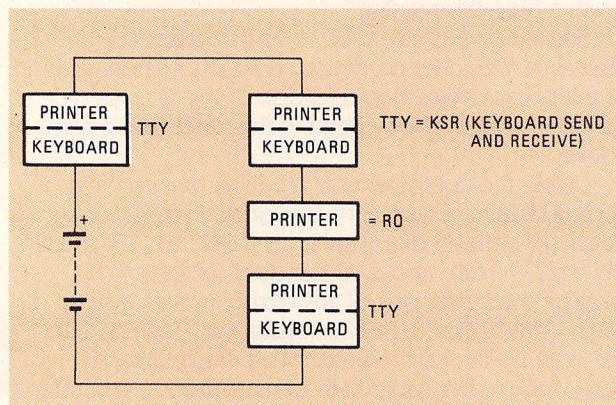 PRINTER
KEYBOARD
TTY
PRINTER
KEYBOARD
TTY = KSR (KEYBOARD SEND
AND RECEIVE)
+
PRINTER
= RO
PRINTER
KEYBOARD
TTY